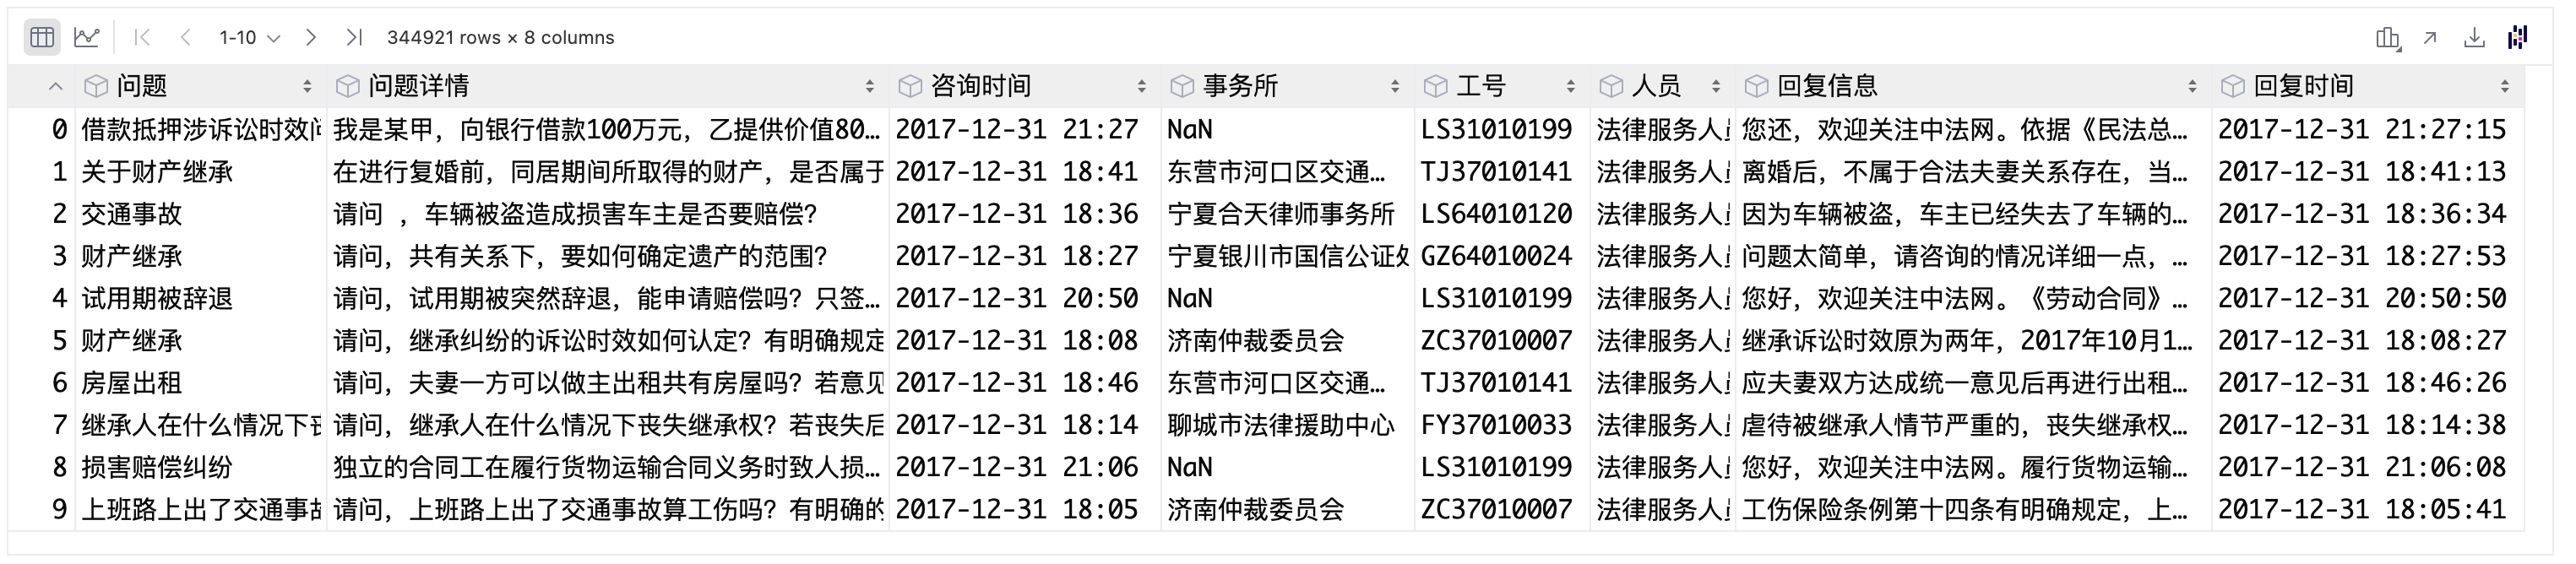 1-10 344921 rows × 8 columns
问题 问题详情 咨询时间 事务所 工号 人员 回复信息 回复时间
0 借款抵押涉诉讼时效问 我是某甲，向银行借款100万元，乙提供价值80… 2017-12-31 21:27 NaN LS31010199 法律服务人员 您还，欢迎关注中法网。依据《民法总… 2017-12-31 21:27:15
1 关于财产继承 在进行复婚前，同居期间所取得的财产，是否属于 2017-12-31 18:41 东营市河口区交通… TJ37010141 法律服务人员 离婚后，不属于合法夫妻关系存在，当… 2017-12-31 18:41:13
2 交通事故 请问 ，车辆被盗造成损害车主是否要赔偿？ 2017-12-31 18:36 宁夏合天律师事务所 LS64010120 法律服务人员 因为车辆被盗，车主已经失去了车辆的… 2017-12-31 18:36:34
3 财产继承 请问，共有关系下，要如何确定遗产的范围？ 2017-12-31 18:27 宁夏银川市国信公证处 GZ64010024 法律服务人员 问题太简单，请咨询的情况详细一点，… 2017-12-31 18:27:53
4 试用期被辞退 请问，试用期被突然辞退，能申请赔偿吗？只签… 2017-12-31 20:50 NaN LS31010199 法律服务人员 您好，欢迎关注中法网。《劳动合同》… 2017-12-31 20:50:50
5 财产继承 请问，继承纠纷的诉讼时效如何认定？有明确规定 2017-12-31 18:08 济南仲裁委员会 ZC37010007 法律服务人员 继承诉讼时效原为两年，2017年10月1… 2017-12-31 18:08:27
6 房屋出租 请问，夫妻一方可以做主出租共有房屋吗？若意见 2017-12-31 18:46 东营市河口区交通… TJ37010141 法律服务人员 应夫妻双方达成统一意见后再进行出租… 2017-12-31 18:46:26
7 继承人在什么情况下丧 请问，继承人在什么情况下丧失继承权？若丧失后 2017-12-31 18:14 聊城市法律援助中心 FY37010033 法律服务人员 虐待被继承人情节严重的，丧失继承权… 2017-12-31 18:14:38
8 损害赔偿纠纷 独立的合同工在履行货物运输合同义务时致人损… 2017-12-31 21:06 NaN LS31010199 法律服务人员 您好，欢迎关注中法网。履行货物运输… 2017-12-31 21:06:08
9 上班路上出了交通事故 请问，上班路上出了交通事故算工伤吗？有明确的 2017-12-31 18:05 济南仲裁委员会 ZC37010007 法律服务人员 工伤保险条例第十四条有明确规定，上… 2017-12-31 18:05:41